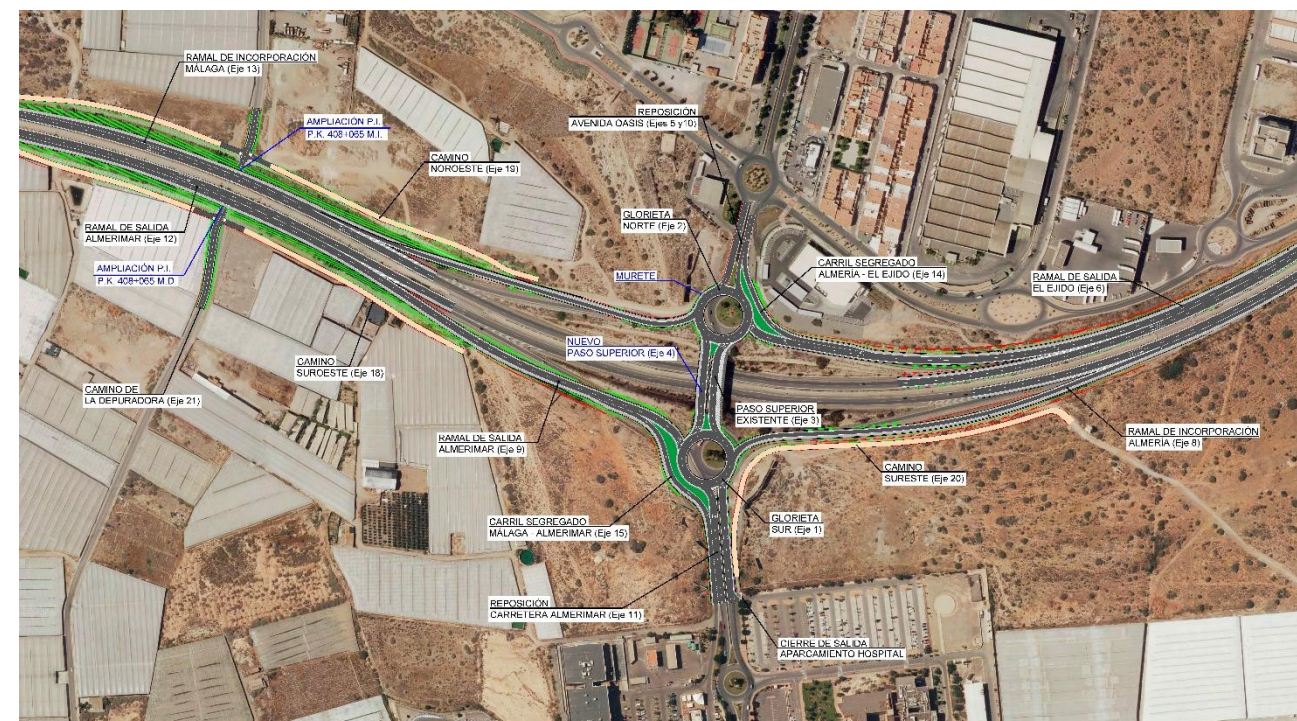 RAMAL DE INCORPORACIÓN
MÁLAGA (Eje 13)
AMPLIACIÓN P.I.
P.K. 408+065 M.I.
REPOSICIÓN
AVENIDA OASIS (Ejes 5 y10)
CAMINO
NOROESTE (Eje 19)
RAMAL DE SALIDA
ALMERIMAR (Eje 12)
GLORIETA
NORTE (Eje 2)
AMPLIACIÓN P.I.
P.K. 408+065 M D
MURETE
CARRIL SEGREGADO
ALMERÍA - EL EJIDO (Eje 14)
RAMAL DE SALIDA
EL EJIDO (Eje 6)
NUEVO
PASO SUPERIOR (Eje 4)
CAMINO
SUROESTE (Eje 18)
CAMINO DE
LA DEPURADORA (Eje 21)
PASO SUPERIOR
EXISTENTE (Eje 3)
RAMAL DE SALIDA
ALMERIMAR (Eje 9)
RAMAL DE INCORPORACIÓN
ALMERÍA (Eje 8)
CAMINO
SURESTE (Eje 20)
CARRIL SEGREGADO
MÁLAGA ALMERIMAR (Eje 15)
GLORIETA
SUR (Eje 1)
REPOSICIÓN
CARRETERA ALMERIMAR (Eje 11)
CIERRE DE SALIDA
APARCAMIENTO HOSPITAL